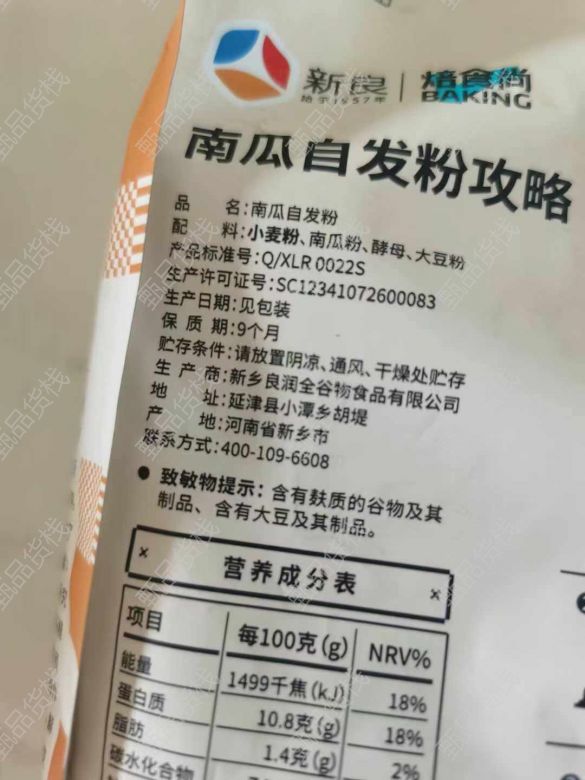 新良 | 焙食尚
始于1957年 BAKING
南瓜自发粉攻略
品 名:南瓜自发粉
配 料:小麦粉、南瓜粉、酵母、大豆粉
产品标准号:Q/XLR 0022S
生产许可证号:SC12341072600083
生产日期:见包装
保 质 期:9个月
贮存条件:请放置阴凉、通风、干燥处贮存
生 产 商:新乡良润全谷物食品有限公司
地 址:延津县小潭乡胡堤
产 地:河南省新乡市
联系方式:400-109-6608
● 致敏物提示：含有麸质的谷物及其
制品、含有大豆及其制品。
营养成分表
项目 每100克(g) NRV%
能量 1499千焦(kJ) 18%
蛋白质 10.8克(g) 18%
脂肪 1.4克(g) 2%
碳水化合物
甄品货栈